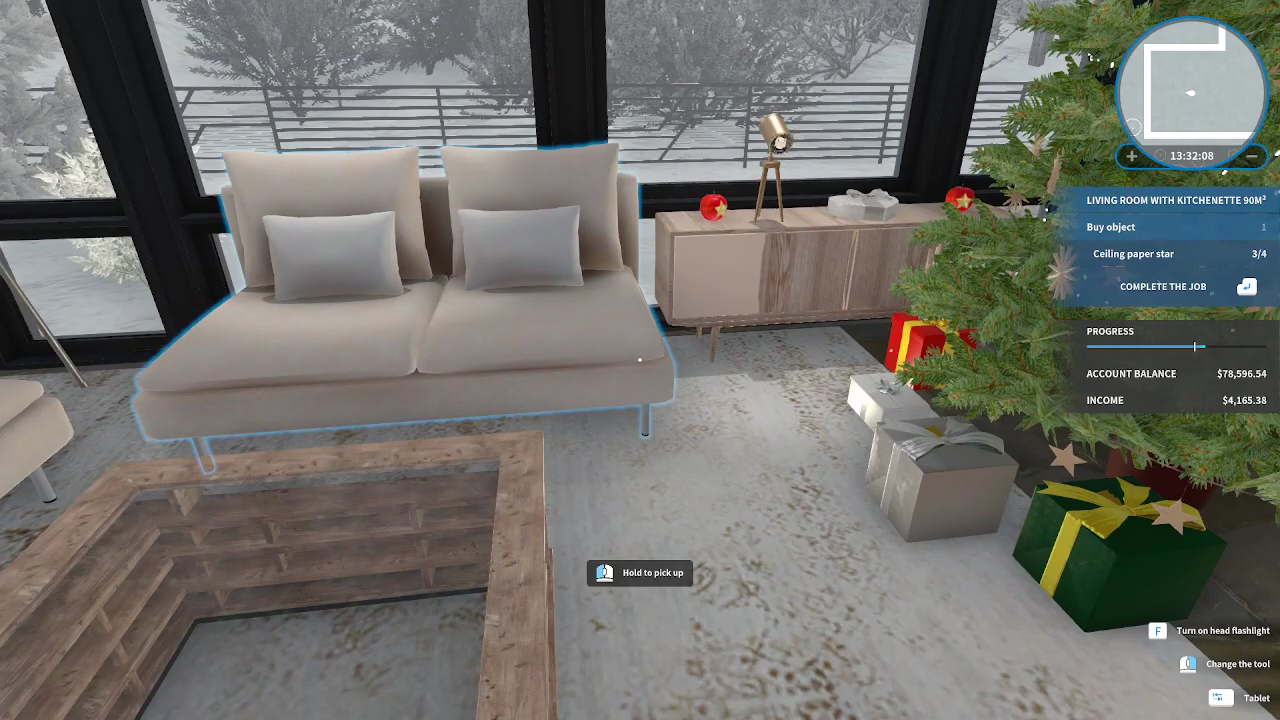 13:32:08
LIVING ROOM WITH KITCHENETTE 90M²
Buy object 1
Ceiling paper star 3/4
COMPLETE THE JOB
PROGRESS
ACCOUNT BALANCE $78,596.54
INCOME $4,165.38
Hold to pick up
F Turn on head flashlight
Change the tool
Tablet